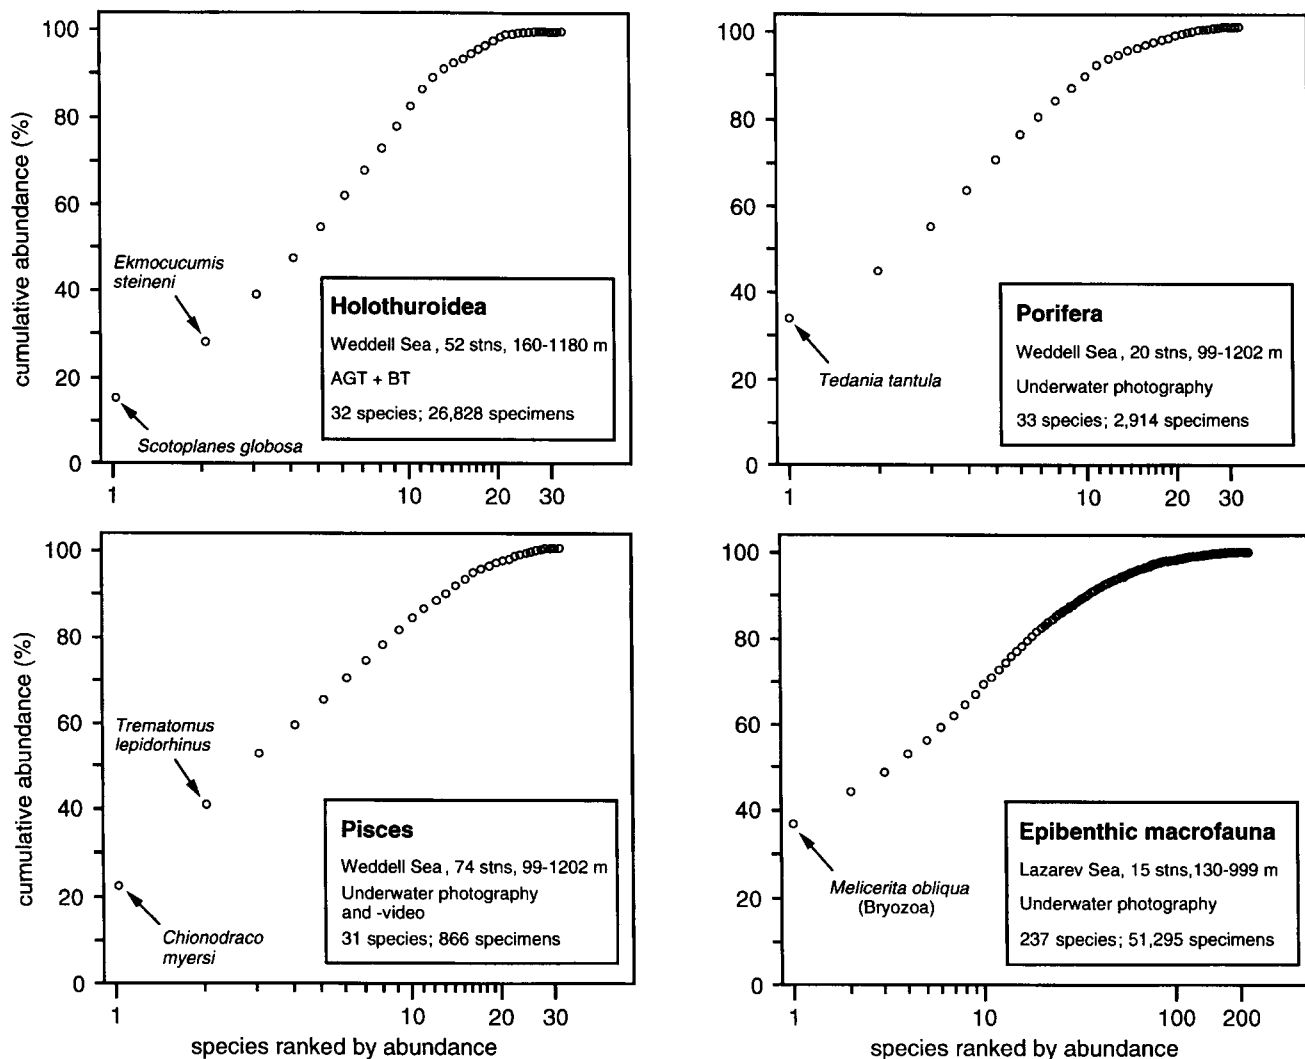 100
80
60
40
20
0
cumulative abundance (%)
Ekmocucumis
steineni
Scotoplanes globosa
Holothuroidea
Weddell Sea , 52 stns, 160-1180 m
AGT + BT
32 species; 26,828 specimens
1
10
20
30
100
80
60
40
20
0
Tedania tantula
Porifera
Weddell Sea, 20 stns, 99-1202 m
Underwater photography
33 species; 2,914 specimens
1
10
20
30
100
80
60
40
20
0
cumulative abundance (%)
Trematomus
lepidorhinus
Chionodraco
myersi
Pisces
Weddell Sea , 74 stns, 99-1202 m
Underwater photography
and -video
31 species; 866 specimens
1
10
20
30
species ranked by abundance
100
80
60
40
20
0
Melicerita obliqua
(Bryozoa)
Epibenthic macrofauna
Lazarev Sea, 15 stns,130-999 m
Underwater photography
237 species; 51,295 specimens
1
10
100
200
species ranked by abundance